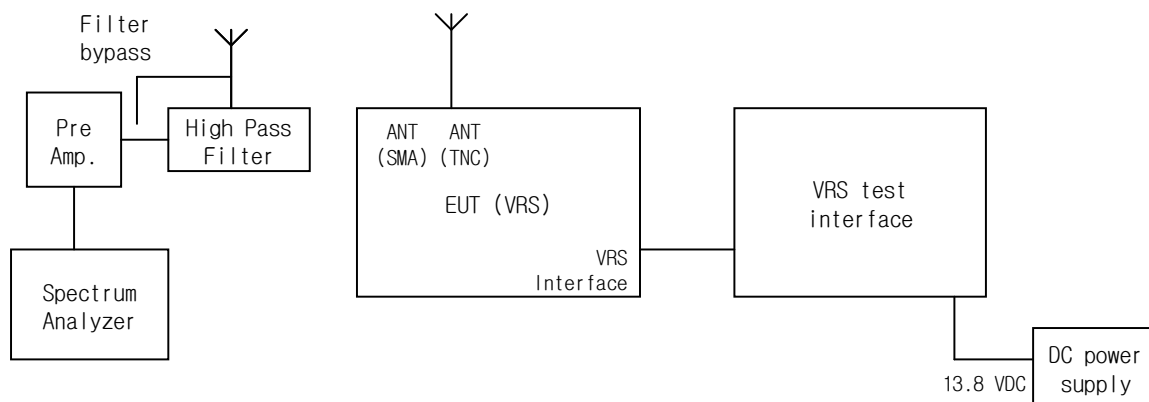 Filter
bypass
Pre
Amp.
High Pass
Filter
Spectrum
Analyzer
ANT ANT
(SMA) (TNC)
EUT (VRS)
VRS
Interface
VRS test
interface
13.8 VDC
DC power
supply